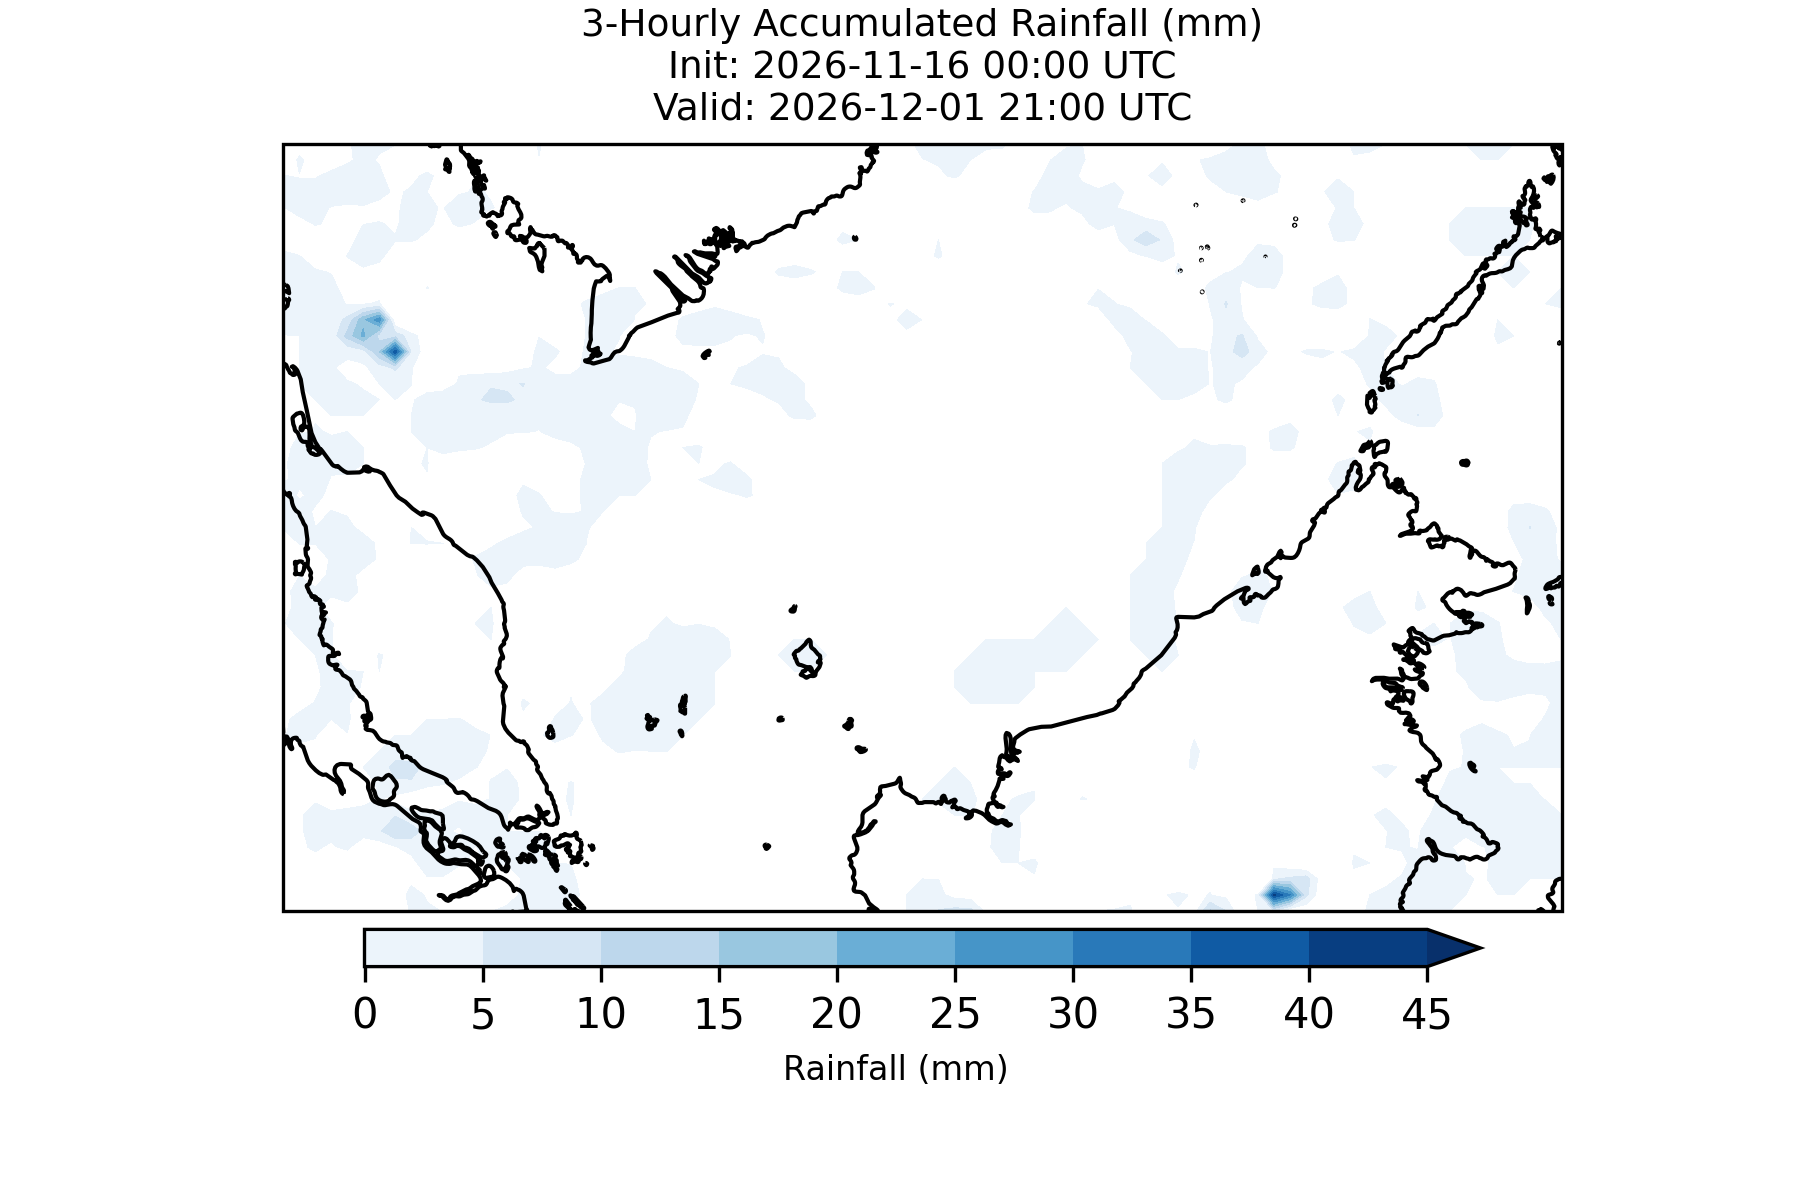 3-Hourly Accumulated Rainfall (mm)
Init: 2026-11-16 00:00 UTC
Valid: 2026-12-01 21:00 UTC
0 5 10 15 20 25 30 35 40 45
Rainfall (mm)